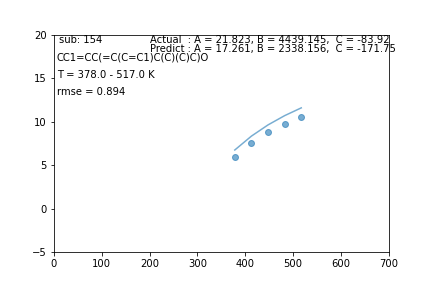 sub: 154
Actual : A = 21.823, B = 4439.145, C = -83.92
Predict : A = 17.261, B = 2338.156, C = -171.75
CC1=CC(=C(C=C1)C(C)(C)C)O
T = 378.0 - 517.0 K
rmse = 0.894
20
15
10
5
0
−5
0 100 200 300 400 500 600 700